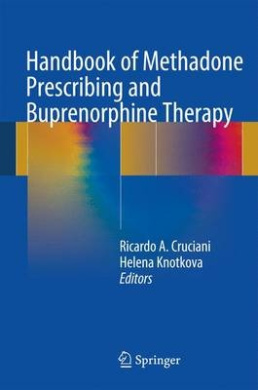 Handbook of Methadone
Prescribing and
Buprenorphine Therapy
Ricardo A. Cruciani
Helena Knotkova
Editors
Springer